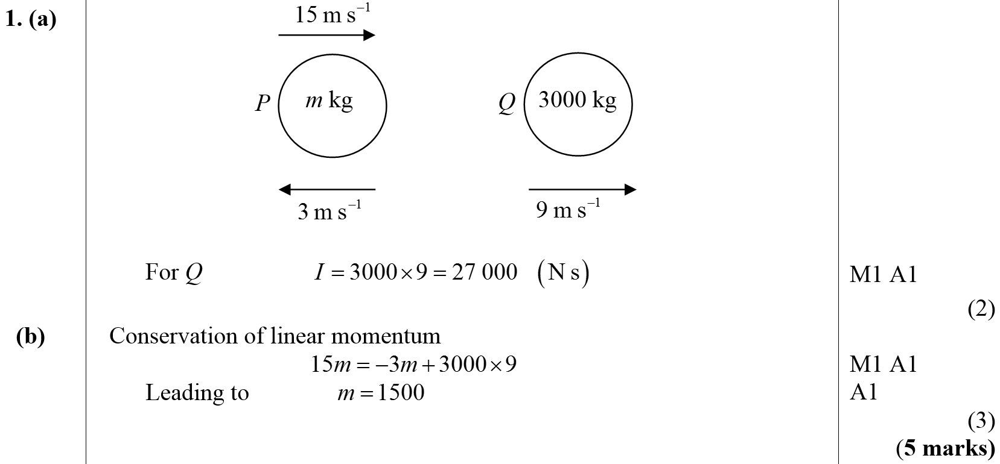 1. (a)
15 m s⁻¹
P m kg Q 3000 kg
3 m s⁻¹ 9 m s⁻¹
For Q I = 3000 × 9 = 27 000 (N s) M1 A1
(2)
(b) Conservation of linear momentum
15m = −3m + 3000 × 9 M1 A1
Leading to m = 1500 A1
(3)
(5 marks)